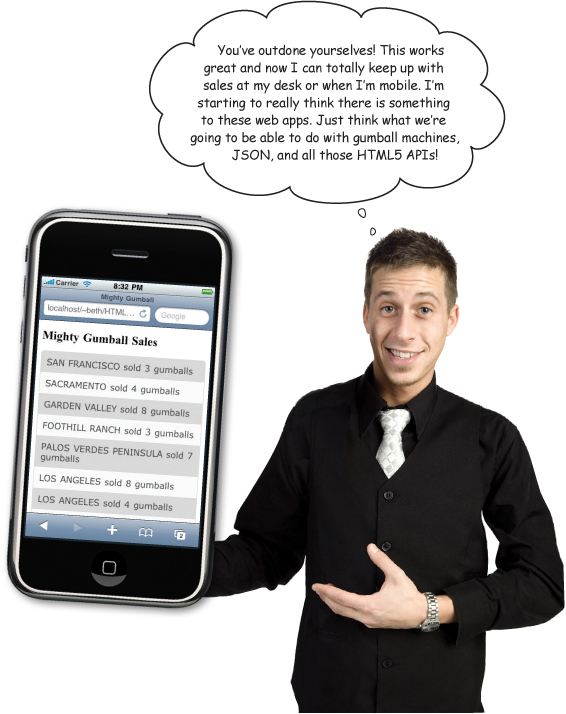 You've outdone yourselves! This works
great and now I can totally keep up with
sales at my desk or when I'm mobile. I'm
starting to really think there is something
to these web apps. Just think what we're
going to be able to do with gumball machines,
JSON, and all those HTML5 APIs!
Carrier 8:32 PM
Mighty Gumball
localhost/~beth/HTML... Google
Mighty Gumball Sales
SAN FRANCISCO sold 3 gumballs
SACRAMENTO sold 4 gumballs
GARDEN VALLEY sold 8 gumballs
FOOTHILL RANCH sold 3 gumballs
PALOS VERDES PENINSULA sold 7
gumballs
LOS ANGELES sold 8 gumballs
LOS ANGELES sold 4 gumballs